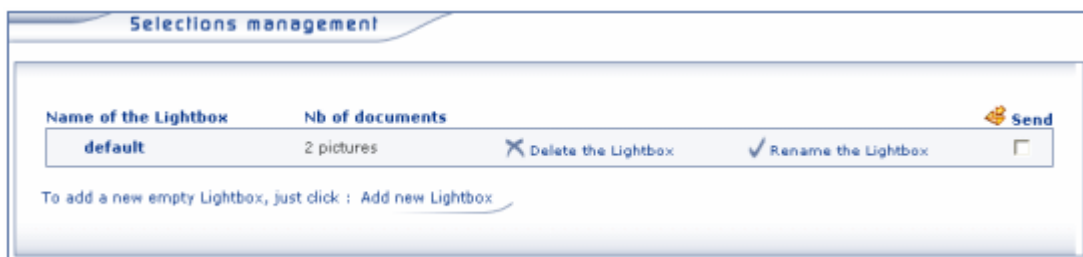 Selections management
Name of the Lightbox Nb of documents Send
default 2 pictures Delete the Lightbox Rename the Lightbox
To add a new empty Lightbox, just click : Add new Lightbox